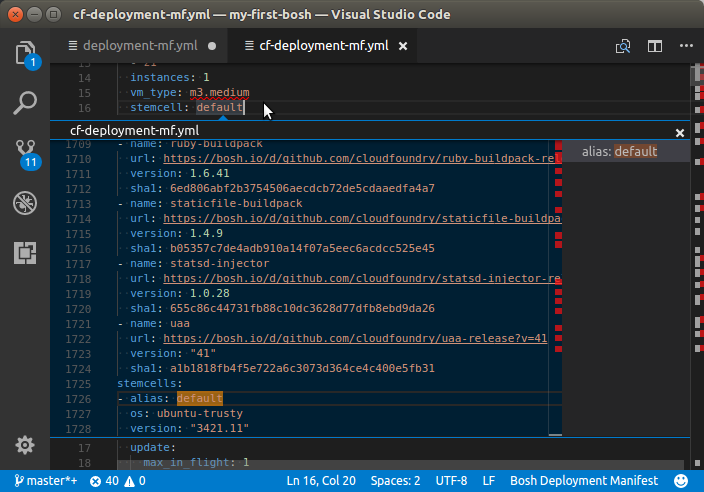 cf-deployment-mf.yml — my-first-bosh — Visual Studio Code
deployment-mf.yml
cf-deployment-mf.yml
14 instances: 1
15 vm_type: m3.medium
16 stemcell: default
cf-deployment-mf.yml
1709 - name: ruby-buildpack
alias: default
1710 url: https://bosh.io/d/github.com/cloudfoundry/ruby-buildpack-rel
1711 version: 1.6.41
1712 sha1: 6ed806abf2b3754506aecdcb72de5cdaaedfa4a7
1713 - name: staticfile-buildpack
1714 url: https://bosh.io/d/github.com/cloudfoundry/staticfile-buildpa
1715 version: 1.4.9
1716 sha1: b05357c7de4adb910a14f07a5eec6acdcc525e45
1717 - name: statsd-injector
1718 url: https://bosh.io/d/github.com/cloudfoundry/statsd-injector-re
1719 version: 1.0.28
1720 sha1: 655c86c44731fb88c10dc3628d77dfb8ebd9da26
1721 - name: uaa
1722 url: https://bosh.io/d/github.com/cloudfoundry/uaa-release?v=41
1723 version: "41"
1724 sha1: a1b1818fb4f5e722a6c3073d364ce4c400e5fb31
1725 stemcells:
1726 - alias: default
1727 os: ubuntu-trusty
1728 version: "3421.11"
17 update:
18 max_in_flight: 1
1
11
master*+ 40 0 Ln 16, Col 20 Spaces: 2 UTF-8 LF Bosh Deployment Manifest